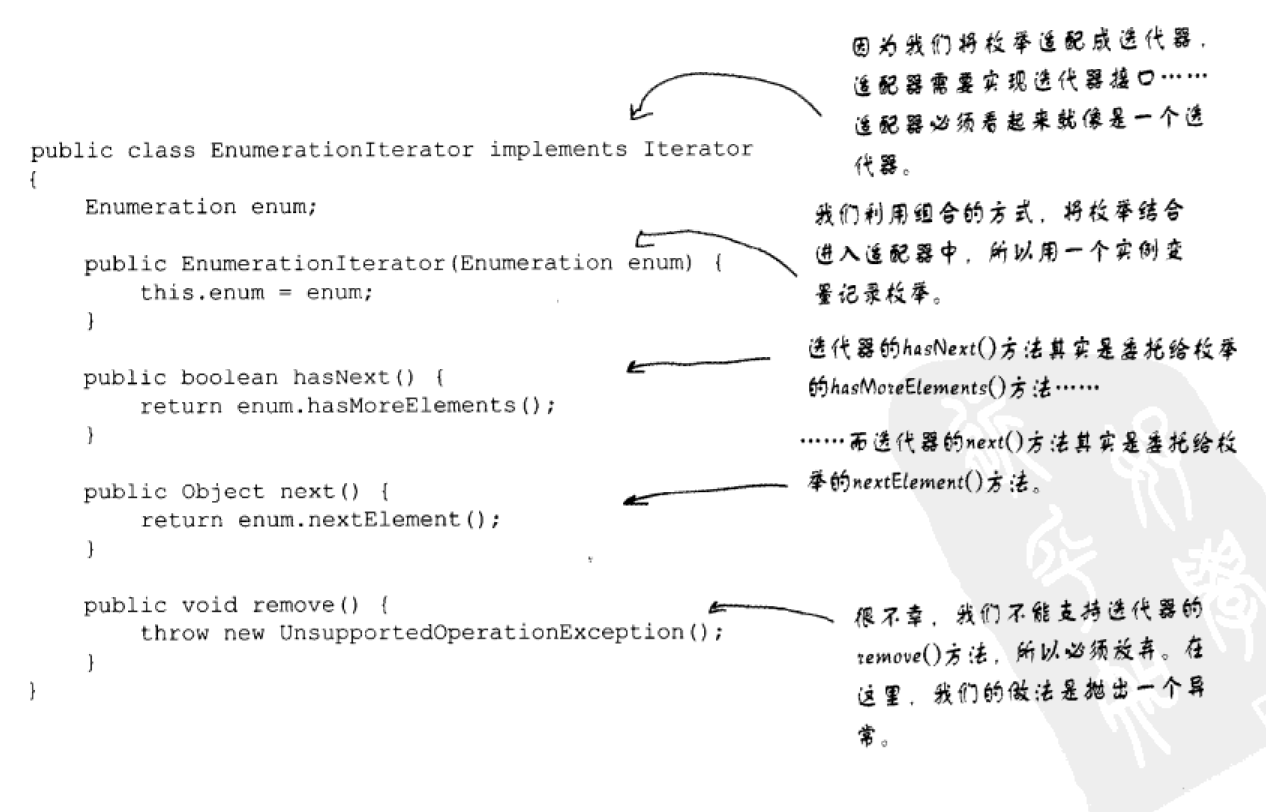 因为我们将枚举适配成迭代器，
适配器需要实现迭代器接口……
适配器必须看起来就像是一个迭
代器。
public class EnumerationIterator implements Iterator
{
Enumeration enum;
我们利用组合的方式，将枚举结合
进入适配器中，所以用一个实例变
量记录枚举。
public EnumerationIterator(Enumeration enum) {
this.enum = enum;
}
迭代器的hasNext()方法其实是委托给枚举
的hasMoreElements()方法……
public boolean hasNext() {
return enum.hasMoreElements();
}
……而迭代器的next()方法其实是委托给枚
举的nextElement()方法。
public Object next() {
return enum.nextElement();
}
public void remove() {
throw new UnsupportedOperationException();
}
}
很不幸，我们不能支持迭代器的
remove()方法，所以必须放弃。在
这里，我们的做法是抛出一个异
常。